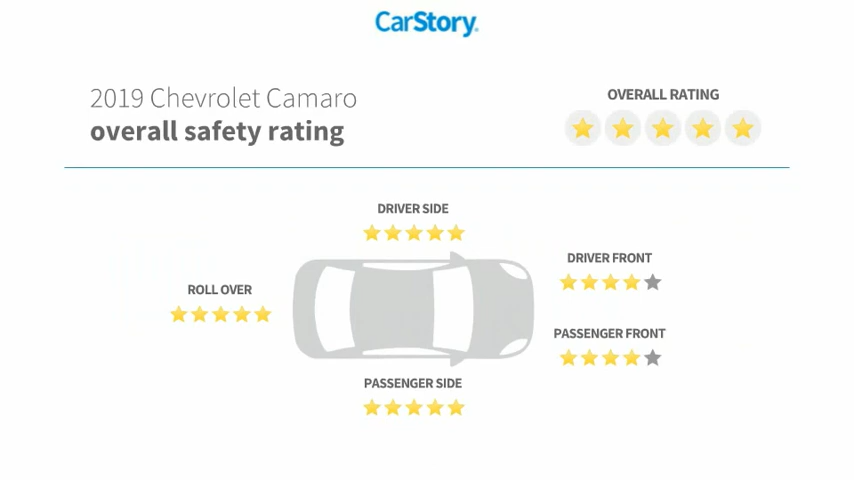 CarStory.
2019 Chevrolet Camaro
overall safety rating
OVERALL RATING
DRIVER SIDE
DRIVER FRONT
ROLL OVER
PASSENGER FRONT
PASSENGER SIDE